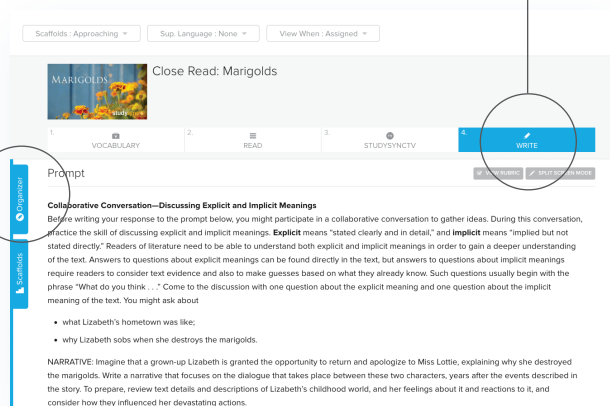 Scaffolds : Approaching
Sup. Language : None
View When : Assigned
MARIGOLDS
studysync
Close Read: Marigolds
1.
VOCABULARY
2.
READ
3.
STUDYSYNCTV
4.
WRITE
Organizer
Scaffolds
Prompt
VIEW RUBRIC
SPLIT SCREEN MODE
Collaborative Conversation—Discussing Explicit and Implicit Meanings
Before writing your response to the prompt below, you might participate in a collaborative conversation to gather ideas. During this conversation,
practice the skill of discussing explicit and implicit meanings. Explicit means “stated clearly and in detail,” and implicit means “implied but not
stated directly.” Readers of literature need to be able to understand both explicit and implicit meanings in order to gain a deeper understanding
of the text. Answers to questions about explicit meanings can be found directly in the text, but answers to questions about implicit meanings
require readers to consider text evidence and also to make guesses based on what they already know. Such questions usually begin with the
phrase “What do you think . . .” Come to the discussion with one question about the explicit meaning and one question about the implicit
meaning of the text. You might ask about
• what Lizabeth’s hometown was like;
• why Lizabeth sobs when she destroys the marigolds.
NARRATIVE: Imagine that a grown-up Lizabeth is granted the opportunity to return and apologize to Miss Lottie, explaining why she destroyed
the marigolds. Write a narrative that focuses on the dialogue that takes place between these two characters, years after the events described in
the story. To prepare, review text details and descriptions of Lizabeth’s childhood world, and her feelings about it and reactions to it, and
consider how they influenced her devastating actions.